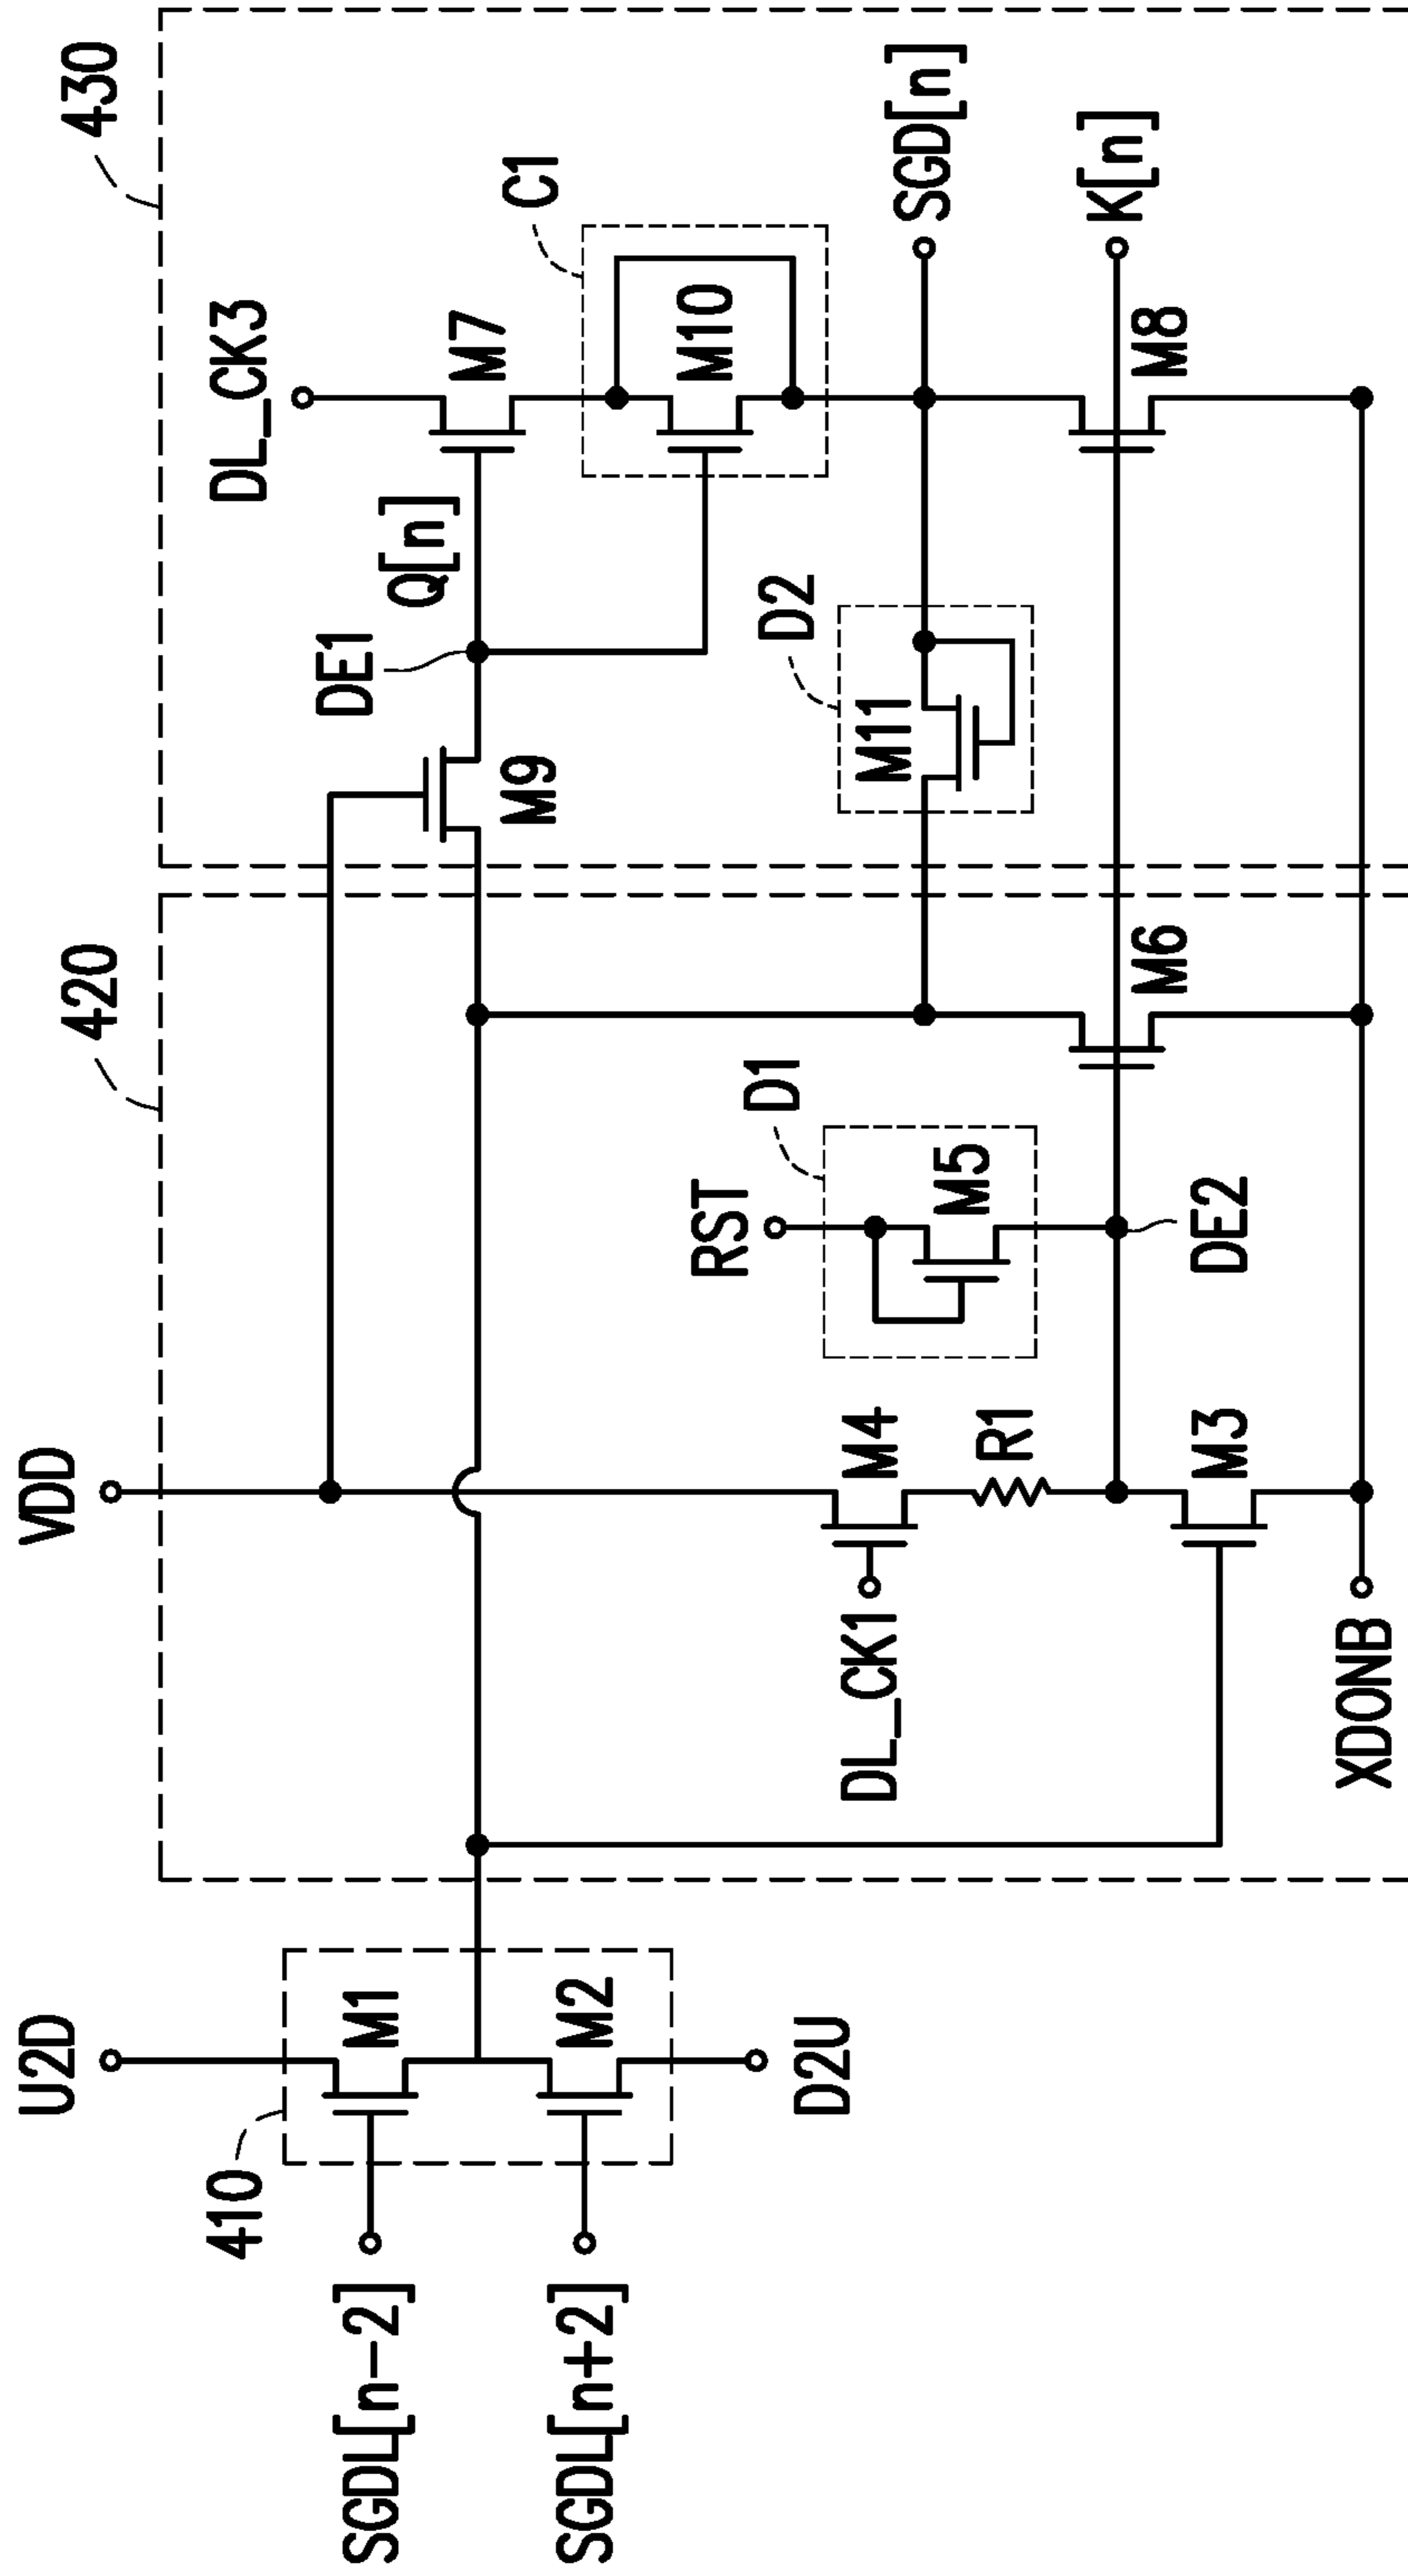 430
DL_CK3
M7
C1
M10
SGD[n]
K[n]
M8
Q[n]
DE1
D2
M11
M9
420
VDD
M6
D1
RST
M5
DE2
M4
R1
M3
DL_CK1
XDONB
U2D
M1
M2
D2U
410
SGDL[n-2]
SGDL[n+2]